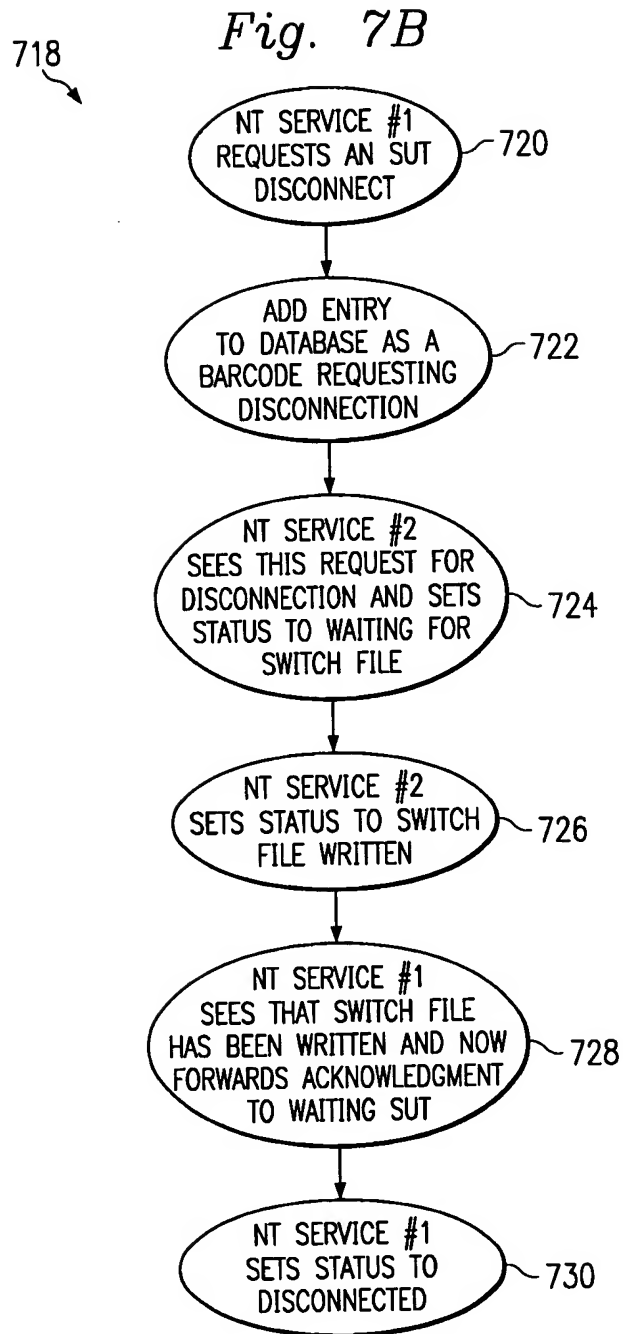 Fig. 7B
718
NT SERVICE #1
REQUESTS AN SUT
DISCONNECT
720
ADD ENTRY
TO DATABASE AS A
BARCODE REQUESTING
DISCONNECTION
722
NT SERVICE #2
SEES THIS REQUEST FOR
DISCONNECTION AND SETS
STATUS TO WAITING FOR
SWITCH FILE
724
NT SERVICE #2
SETS STATUS TO SWITCH
FILE WRITTEN
726
NT SERVICE #1
SEES THAT SWITCH FILE
HAS BEEN WRITTEN AND NOW
FORWARDS ACKNOWLEDGMENT
TO WAITING SUT
728
NT SERVICE #1
SETS STATUS TO
DISCONNECTED
730